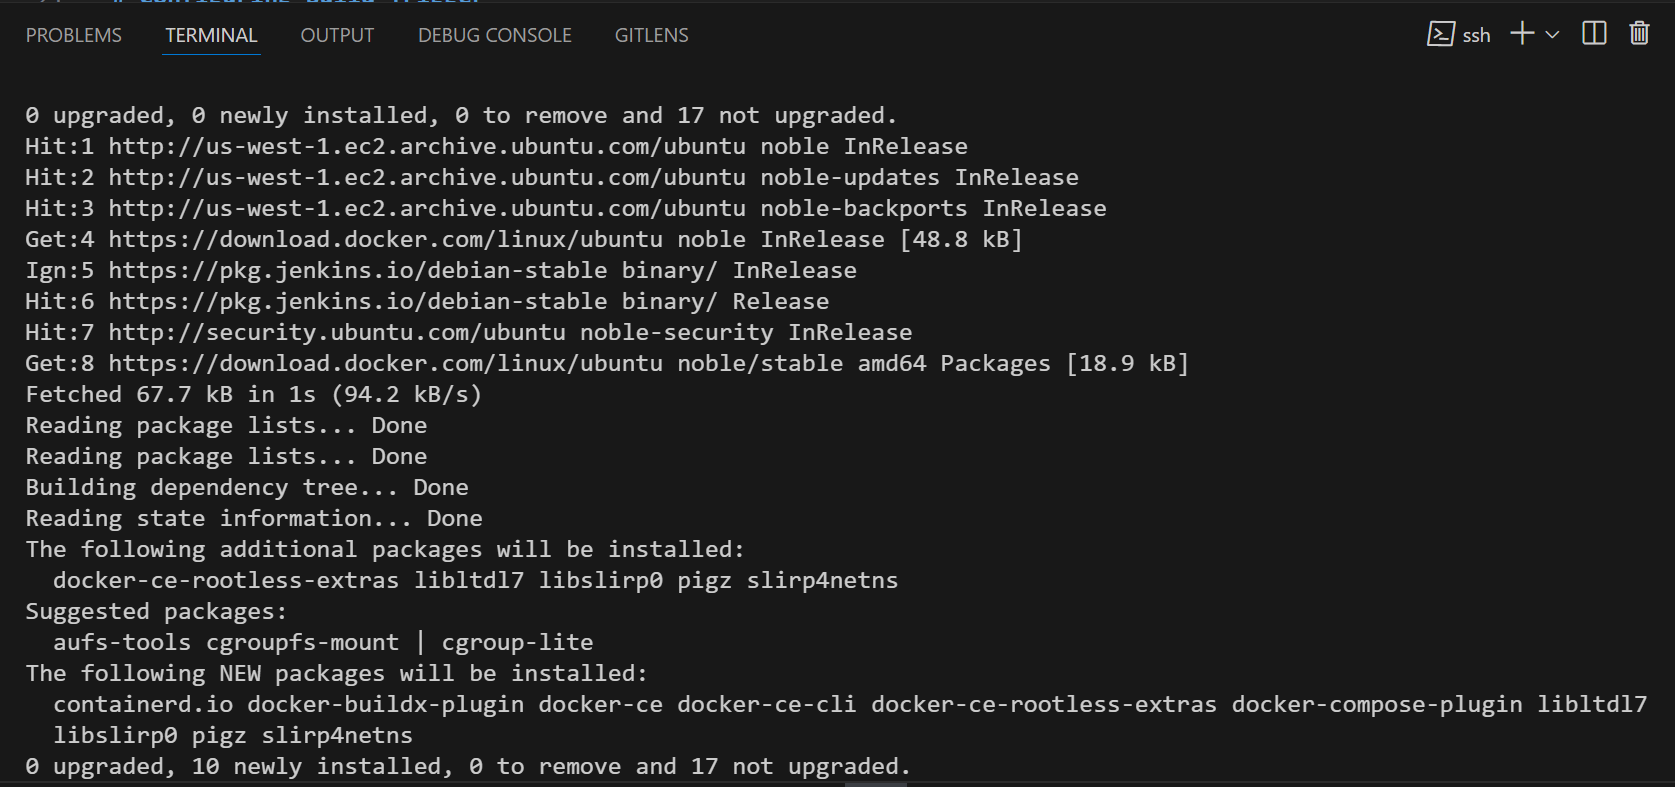 PROBLEMS TERMINAL OUTPUT DEBUG CONSOLE GITLENS ssh
0 upgraded, 0 newly installed, 0 to remove and 17 not upgraded.
Hit:1 http://us-west-1.ec2.archive.ubuntu.com/ubuntu noble InRelease
Hit:2 http://us-west-1.ec2.archive.ubuntu.com/ubuntu noble-updates InRelease
Hit:3 http://us-west-1.ec2.archive.ubuntu.com/ubuntu noble-backports InRelease
Get:4 https://download.docker.com/linux/ubuntu noble InRelease [48.8 kB]
Ign:5 https://pkg.jenkins.io/debian-stable binary/ InRelease
Hit:6 https://pkg.jenkins.io/debian-stable binary/ Release
Hit:7 http://security.ubuntu.com/ubuntu noble-security InRelease
Get:8 https://download.docker.com/linux/ubuntu noble/stable amd64 Packages [18.9 kB]
Fetched 67.7 kB in 1s (94.2 kB/s)
Reading package lists... Done
Reading package lists... Done
Building dependency tree... Done
Reading state information... Done
The following additional packages will be installed:
  docker-ce-rootless-extras libltdl7 libslirp0 pigz slirp4netns
Suggested packages:
  aufs-tools cgroupfs-mount | cgroup-lite
The following NEW packages will be installed:
  containerd.io docker-buildx-plugin docker-ce docker-ce-cli docker-ce-rootless-extras docker-compose-plugin libltdl7
  libslirp0 pigz slirp4netns
0 upgraded, 10 newly installed, 0 to remove and 17 not upgraded.